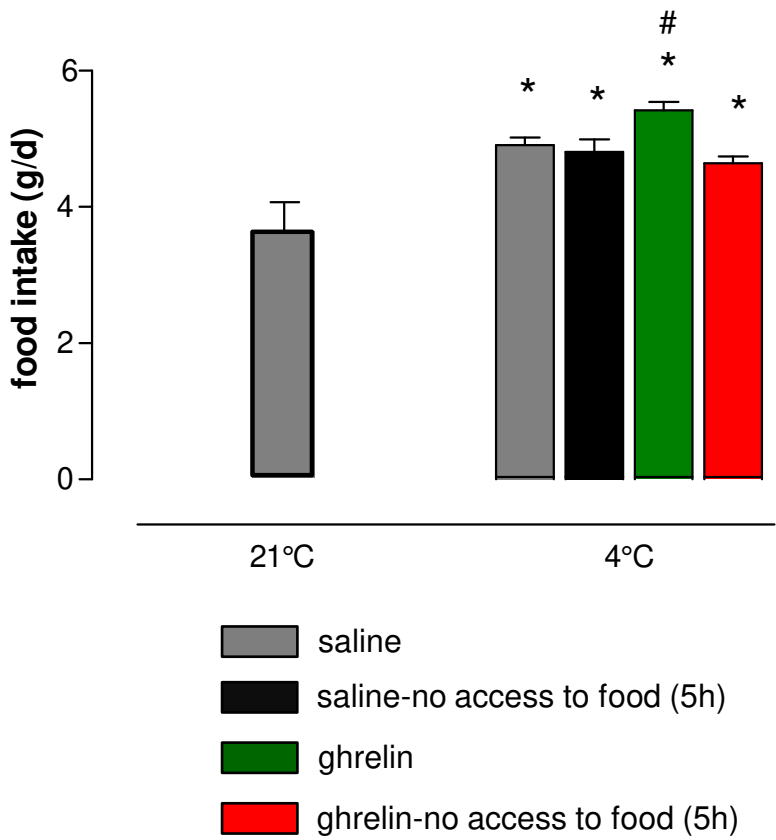 #
6
*
*
*
*
food intake (g/d)
4
2
0
21°C
4°C
saline
saline-no access to food (5h)
ghrelin
ghrelin-no access to food (5h)